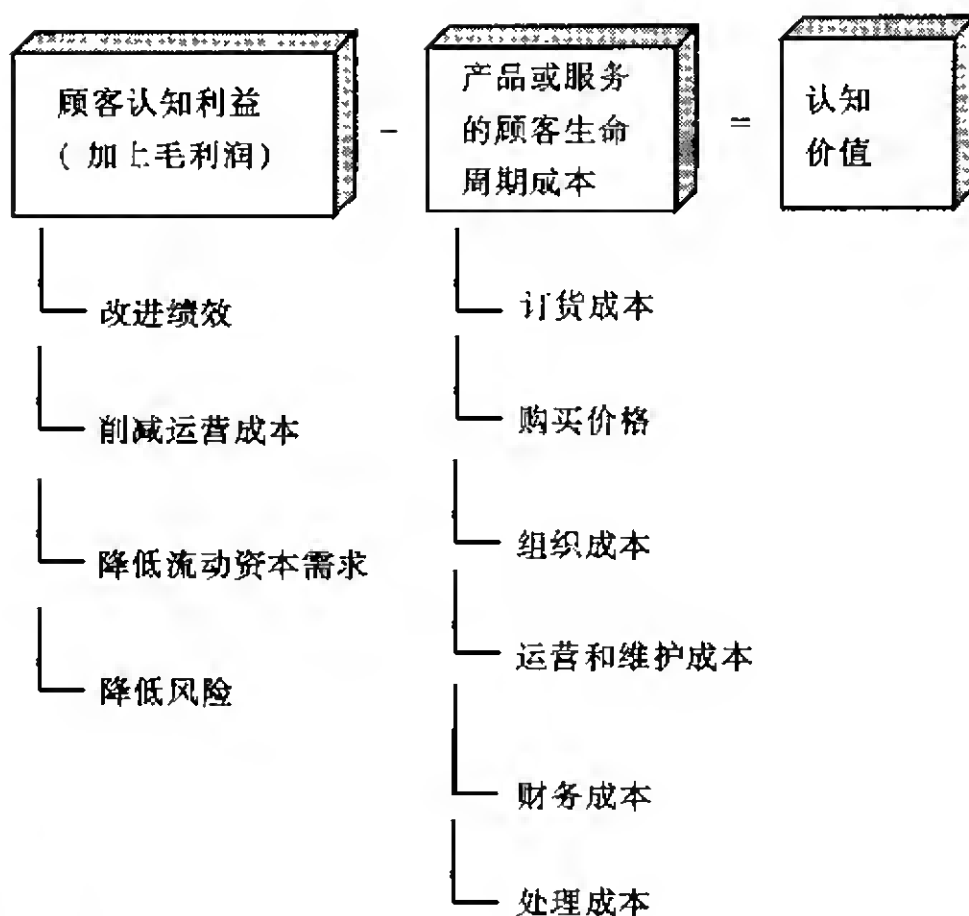 顾客认知利益
(加上毛利润)
-
产品或服务
的顾客生命
周期成本
=
认知
价值
改进绩效
削减运营成本
降低流动资本需求
降低风险
订货成本
购买价格
组织成本
运营和维护成本
财务成本
处理成本